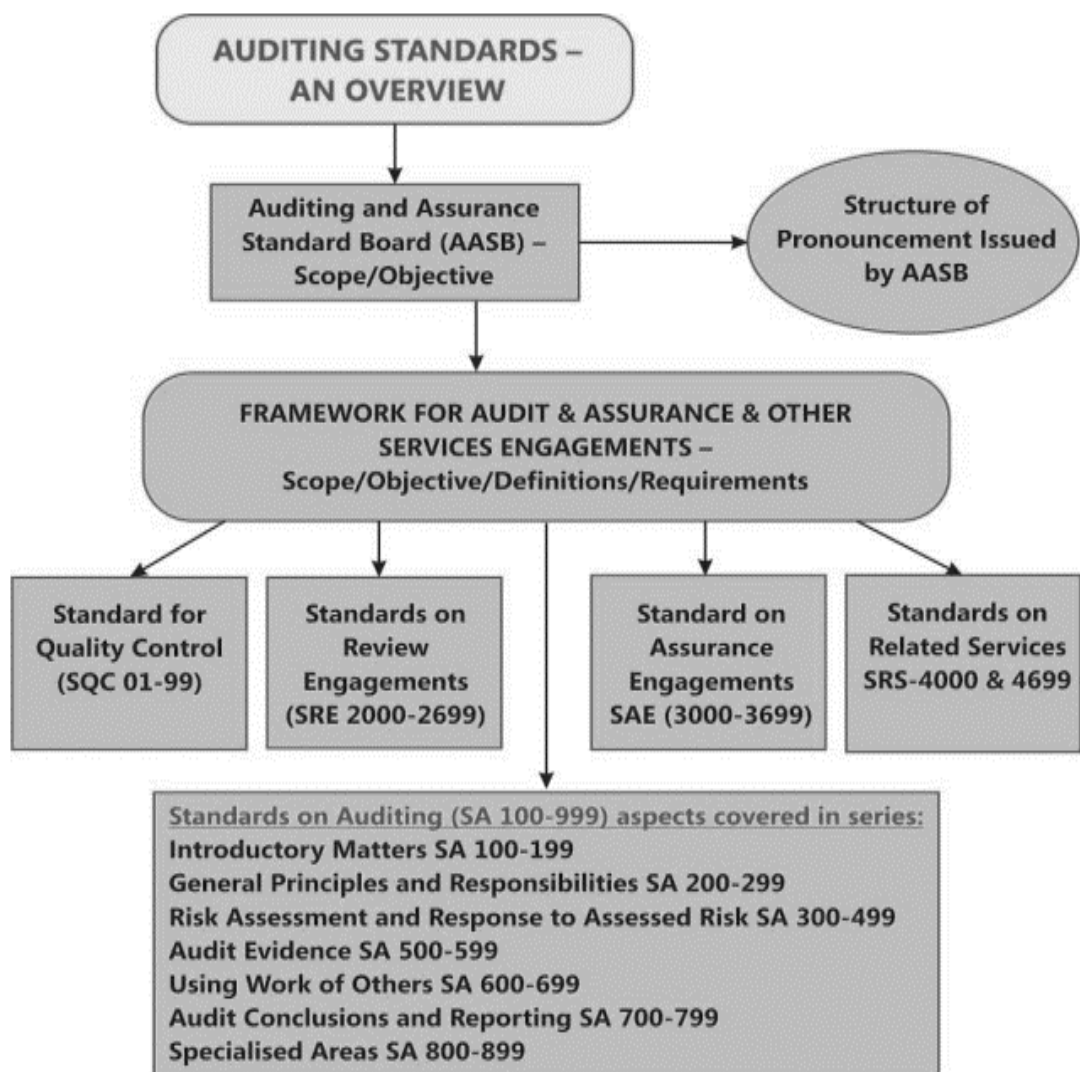 AUDITING STANDARDS –
AN OVERVIEW
Auditing and Assurance
Standard Board (AASB) –
Scope/Objective
Structure of
Pronouncement Issued
by AASB
FRAMEWORK FOR AUDIT & ASSURANCE & OTHER
SERVICES ENGAGEMENTS –
Scope/Objective/Definitions/Requirements
Standard for
Quality Control
(SQC 01-99)
Standards on
Review
Engagements
(SRE 2000-2699)
Standard on
Assurance
Engagements
SAE (3000-3699)
Standards on
Related Services
SRS-4000 & 4699
Standards on Auditing (SA 100-999) aspects covered in series:
Introductory Matters SA 100-199
General Principles and Responsibilities SA 200-299
Risk Assessment and Response to Assessed Risk SA 300-499
Audit Evidence SA 500-599
Using Work of Others SA 600-699
Audit Conclusions and Reporting SA 700-799
Specialised Areas SA 800-899